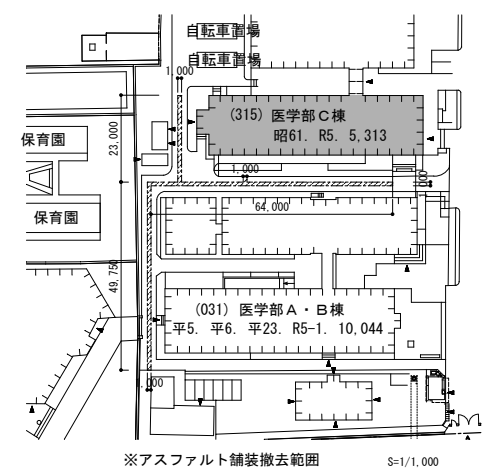 自転車置場
自転車置場
1,000
(315) 医学部C棟
昭61. R5. 5,313
保育園
23,000
1,000
保育園
64,000
49,750
(031) 医学部A・B棟
平5. 平6. 平23. R5-1. 10,044
1,000
※アスファルト舗装撤去範囲
S=1/1,000